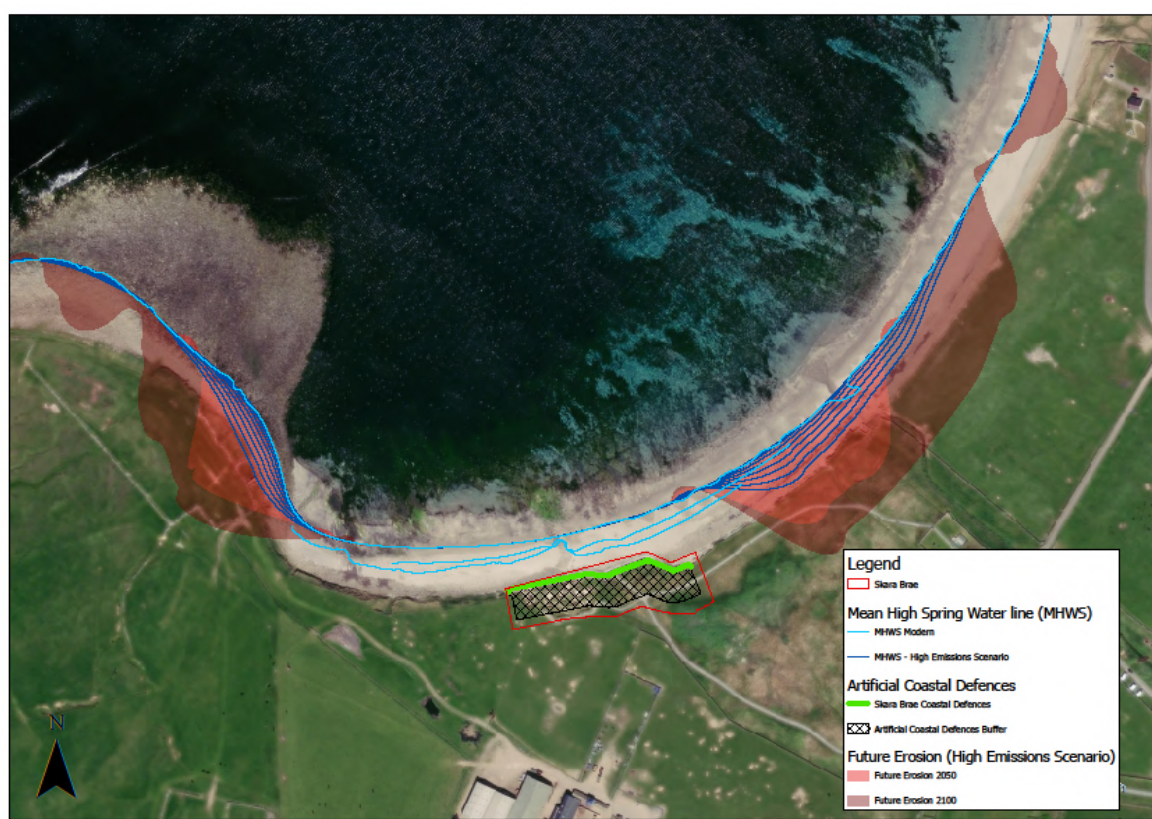 N
Legend
Skara Brae
Mean High Spring Water line (MHWS)
MHWS Modern
MHWS - High Emissions Scenario
Artificial Coastal Defences
Skara Brae Coastal Defences
Artificial Coastal Defences Buffer
Future Erosion (High Emissions Scenario)
Future Erosion 2050
Future Erosion 2100